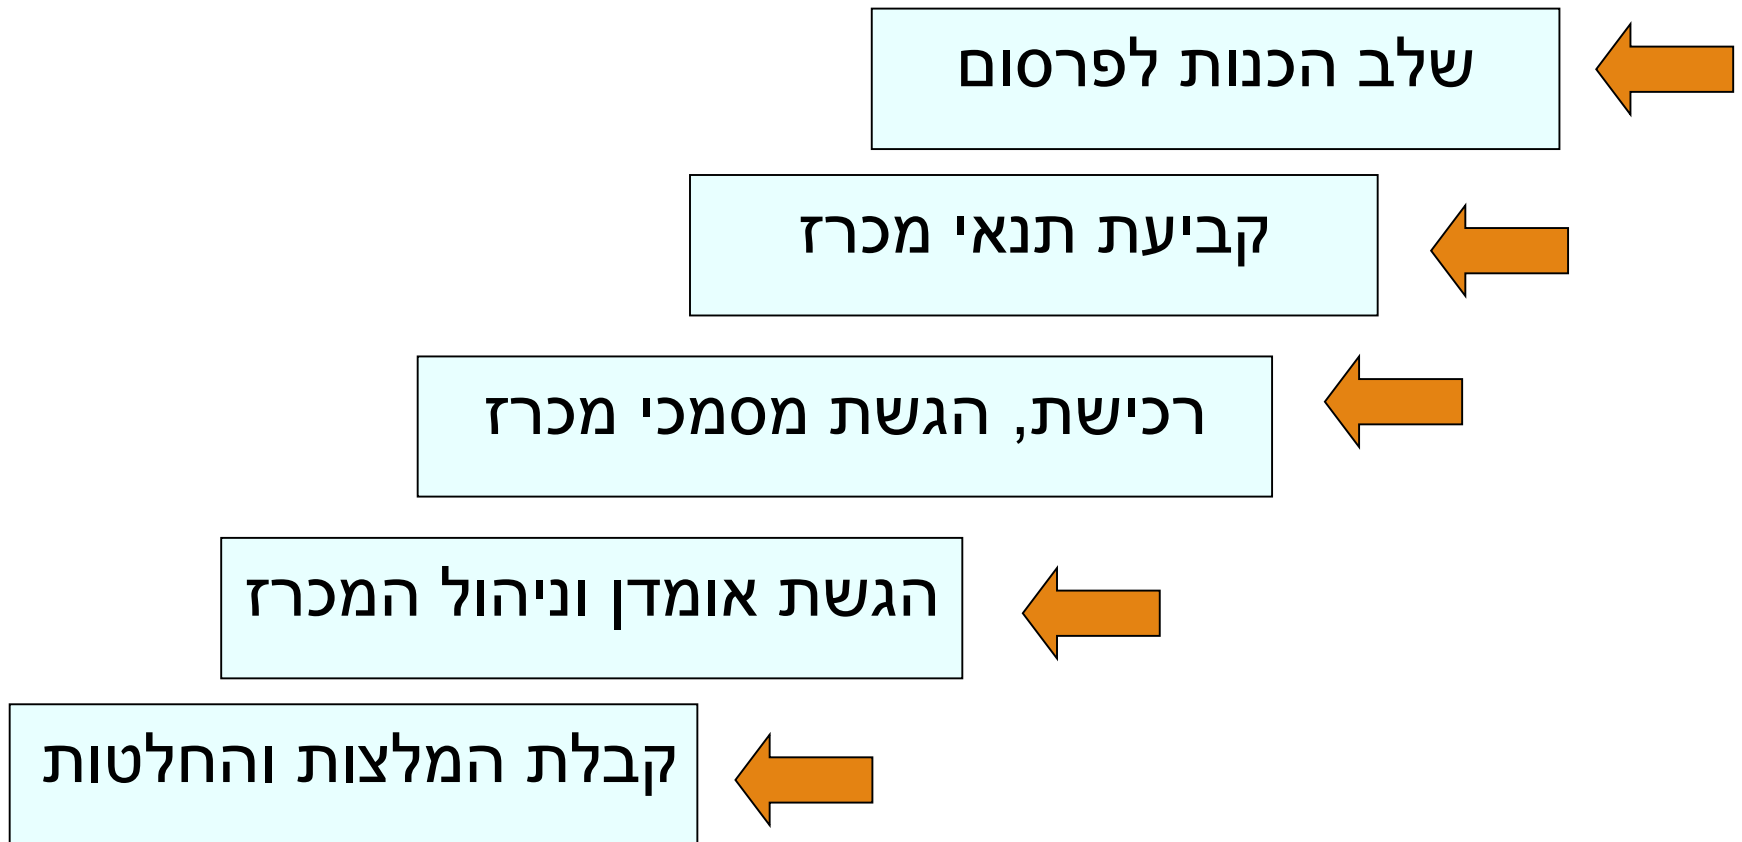 שלב הכנות לפרסום
קביעת תנאי מכרז
רכישת, הגשת מסמכי מכרז
הגשת אומדן וניהול המכרז
קבלת המלצות והחלטות